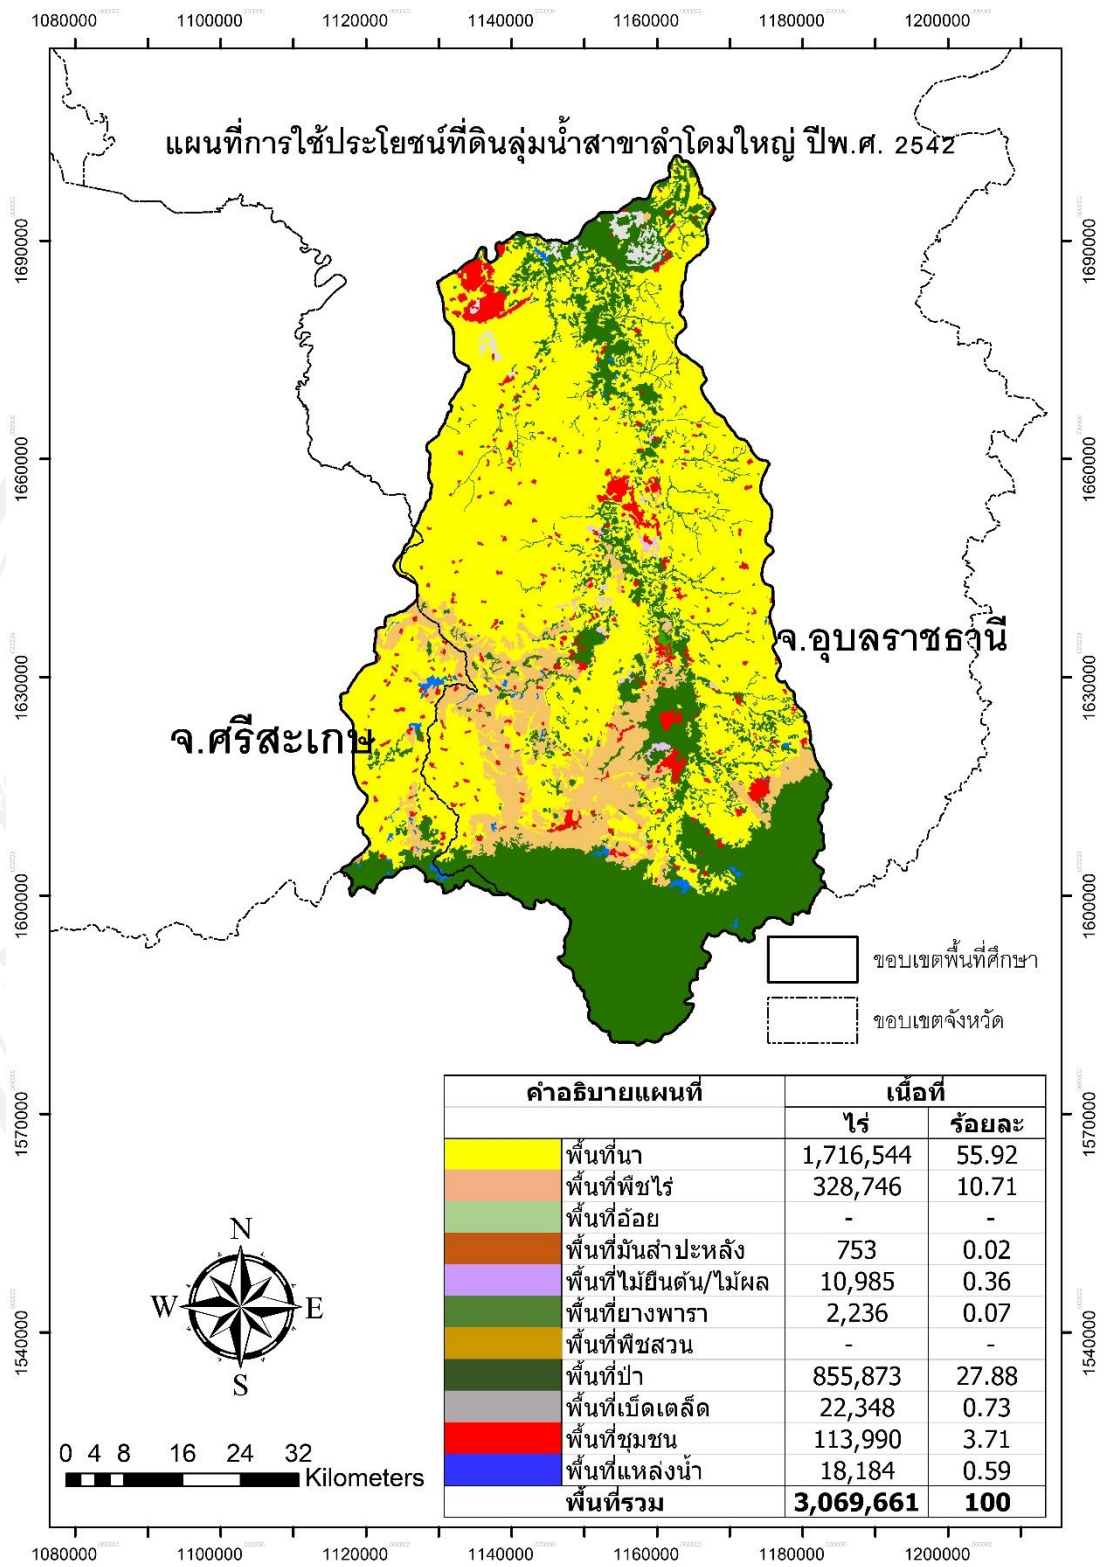 1080000 1100000 1120000 1140000 1160000 1180000 1200000
แผนที่การใช้ประโยชน์ที่ดินลุ่มน้ำสาขาลำโดมใหญ่ ปีพ.ศ. 2542
1690000 1690000
1660000 1660000
จ.อุบลราชธานี
1630000 1630000
จ.ศรีสะเกษ
1600000 1600000
ขอบเขตพื้นที่ศึกษา
ขอบเขตจังหวัด
1570000 1570000
คำอธิบายแผนที่ เนื้อที่
ไร่ ร้อยละ
พื้นที่นา 1,716,544 55.92
พื้นที่พืชไร่ 328,746 10.71
พื้นที่อ้อย - -
พื้นที่มันสำปะหลัง 753 0.02
พื้นที่ไม้ยืนต้น/ไม้ผล 10,985 0.36
พื้นที่ยางพารา 2,236 0.07
พื้นที่พืชสวน - -
พื้นที่ป่า 855,873 27.88
พื้นที่เบ็ดเตล็ด 22,348 0.73
พื้นที่ชุมชน 113,990 3.71
พื้นที่แหล่งน้ำ 18,184 0.59
พื้นที่รวม 3,069,661 100
1540000 1540000
N
W E
S
0 4 8 16 24 32
Kilometers
1080000 1100000 1120000 1140000 1160000 1180000 1200000